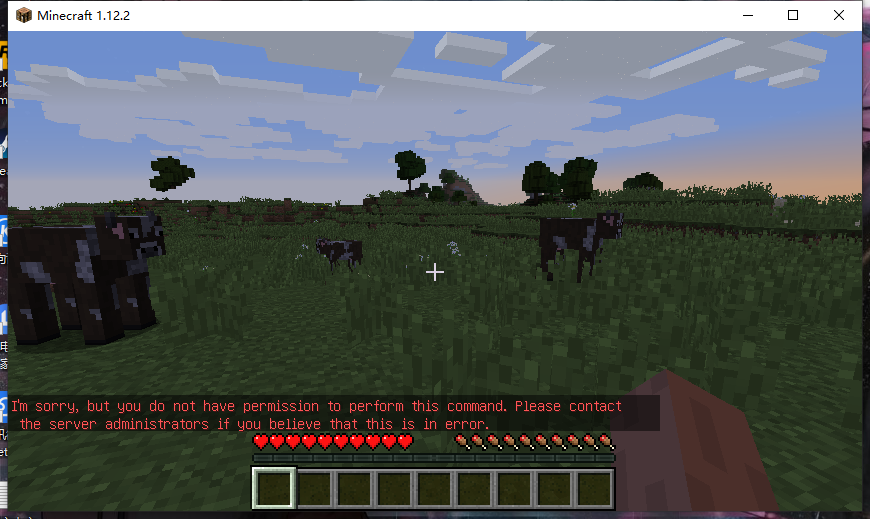 Minecraft 1.12.2
I'm sorry, but you do not have permission to perform this command. Please contact
the server administrators if you believe that this is in error.